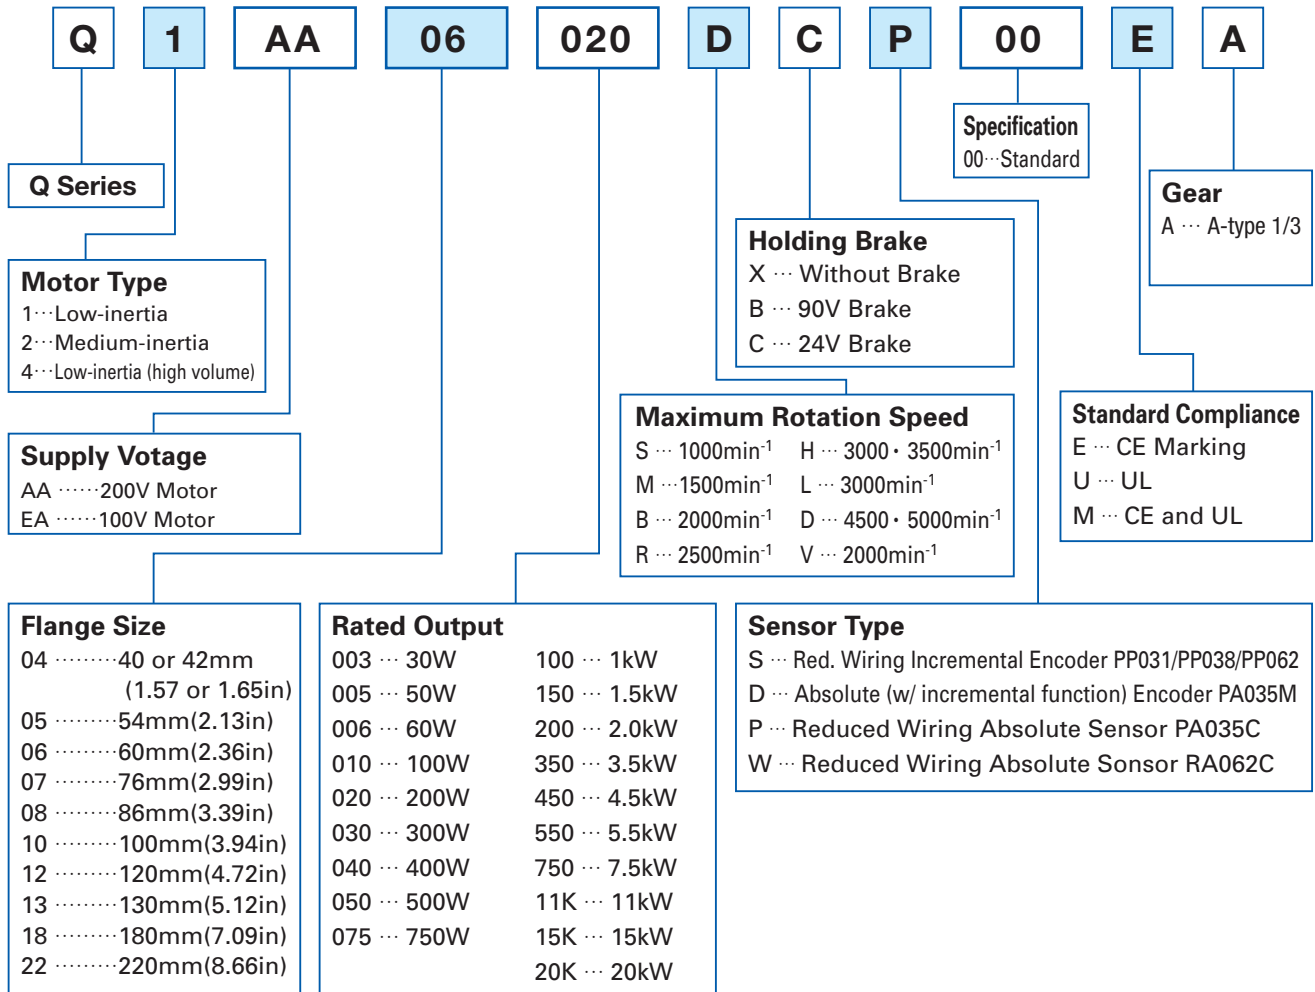 Q 1 AA 06 020 D C P 00 E A
Specification
00···Standard
Q Series
Gear
A ··· A-type 1/3
Motor Type
1···Low-inertia
2···Medium-inertia
4···Low-inertia (high volume)
Holding Brake
X ··· Without Brake
B ··· 90V Brake
C ··· 24V Brake
Supply Votage
AA ······200V Motor
EA ······100V Motor
Maximum Rotation Speed
S ··· 1000min-1 H ··· 3000・3500min-1
M ···1500min-1 L ··· 3000min-1
B ··· 2000min-1 D ··· 4500・5000min-1
R ··· 2500min-1 V ··· 2000min-1
Standard Compliance
E ··· CE Marking
U ··· UL
M ··· CE and UL
Flange Size
04 ·········40 or 42mm
(1.57 or 1.65in)
05 ·········54mm(2.13in)
06 ·········60mm(2.36in)
07 ·········76mm(2.99in)
08 ·········86mm(3.39in)
10 ·········100mm(3.94in)
12 ·········120mm(4.72in)
13 ·········130mm(5.12in)
18 ·········180mm(7.09in)
22 ·········220mm(8.66in)
Rated Output
003 ··· 30W 100 ··· 1kW
005 ··· 50W 150 ··· 1.5kW
006 ··· 60W 200 ··· 2.0kW
010 ··· 100W 350 ··· 3.5kW
020 ··· 200W 450 ··· 4.5kW
030 ··· 300W 550 ··· 5.5kW
040 ··· 400W 750 ··· 7.5kW
050 ··· 500W 11K ··· 11kW
075 ··· 750W 15K ··· 15kW
20K ··· 20kW
Sensor Type
S ··· Red. Wiring Incremental Encoder PP031/PP038/PP062
D ··· Absolute (w/ incremental function) Encoder PA035M
P ··· Reduced Wiring Absolute Sensor PA035C
W ··· Reduced Wiring Absolute Sonsor RA062C